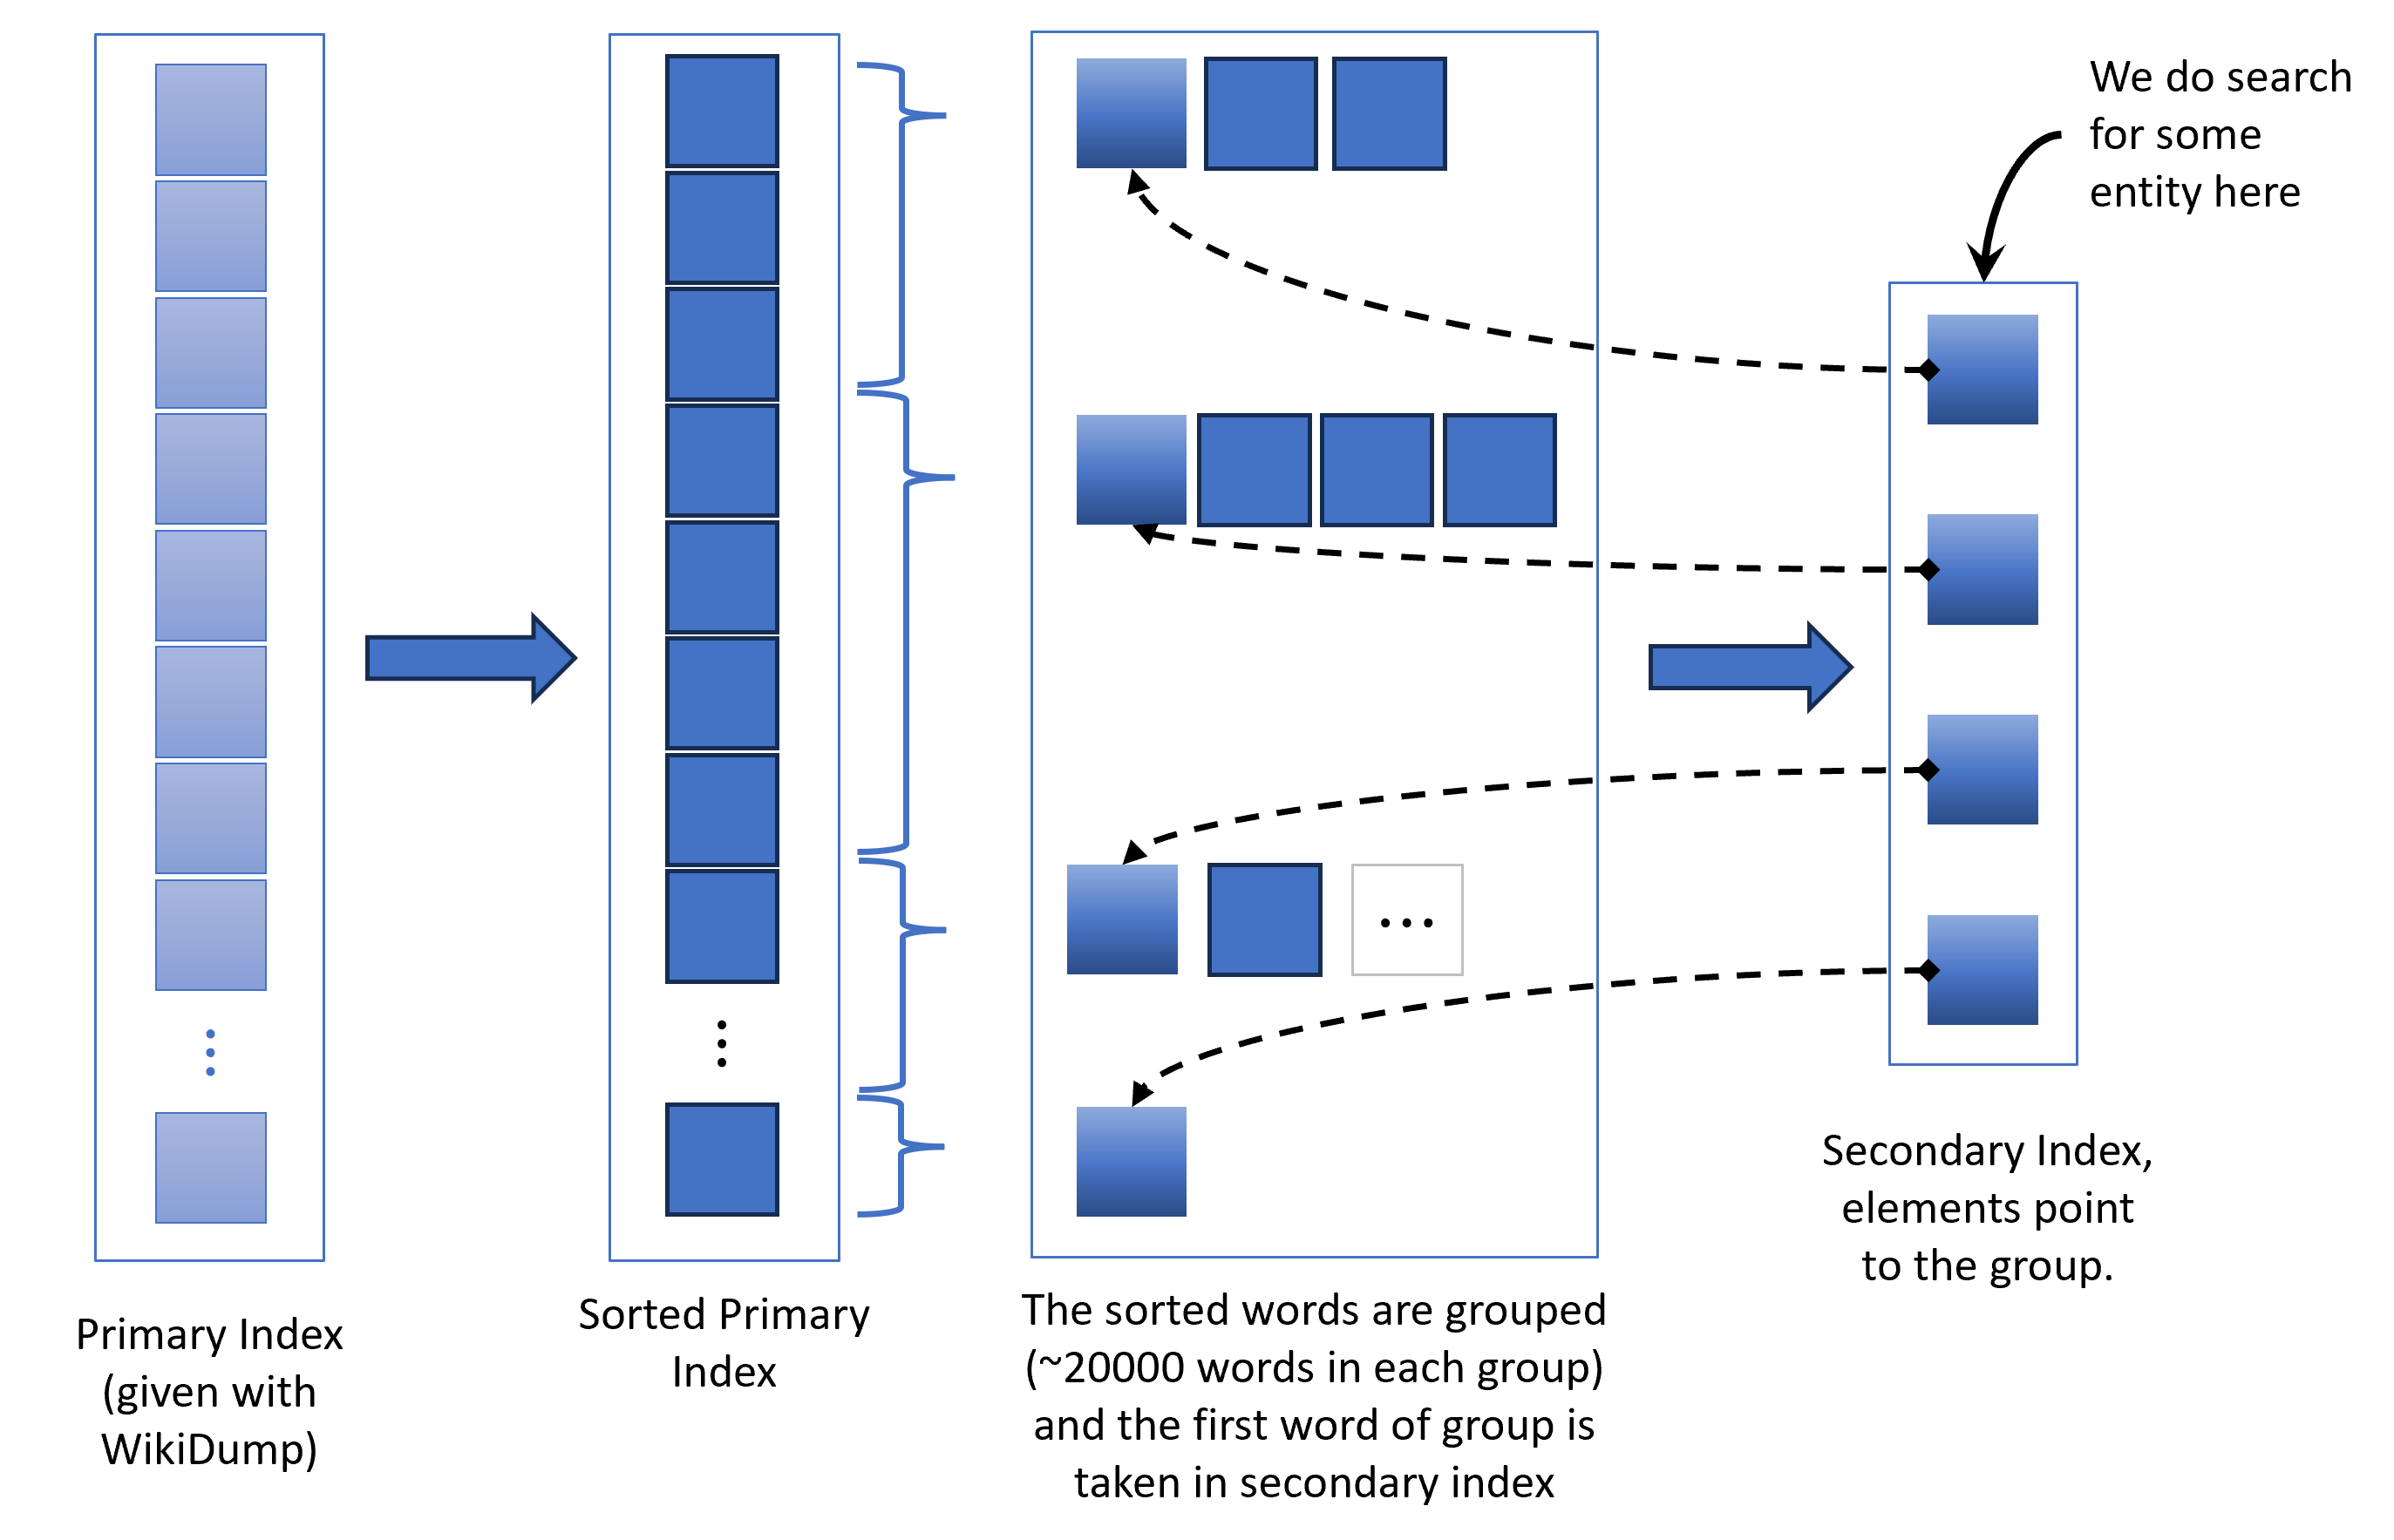 We do search
for some
entity here
Primary Index
(given with
WikiDump)
Sorted Primary
Index
The sorted words are grouped
(~20000 words in each group)
and the first word of group is
taken in secondary index
Secondary Index,
elements point
to the group.